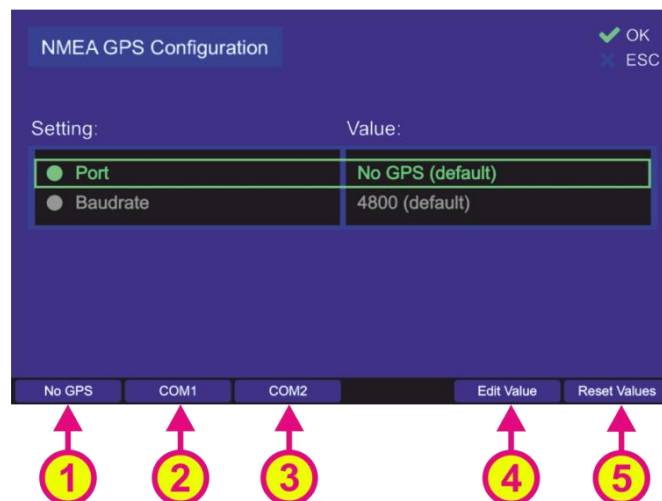 NMEA GPS Configuration
OK
ESC
Setting:
Value:
Port
No GPS (default)
Baudrate
4800 (default)
No GPS
COM1
COM2
Edit Value
Reset Values
1
2
3
4
5